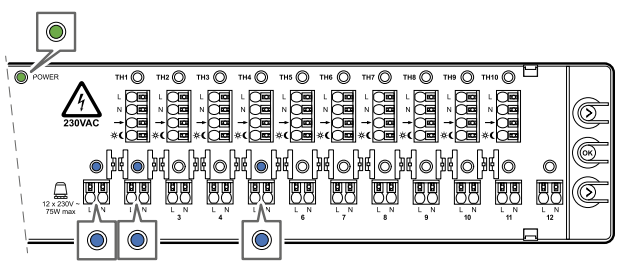 POWER TH1 TH2 TH3 TH4 TH5 TH6 TH7 TH8 TH9 TH10
L L L L L L L L L L
N N N N N N N N N N
230VAC
OK
12 x 230V ~
75W max
L N L N L N L N L N L N L N L N L N L N L N L N
3 4 6 7 8 9 10 11 12